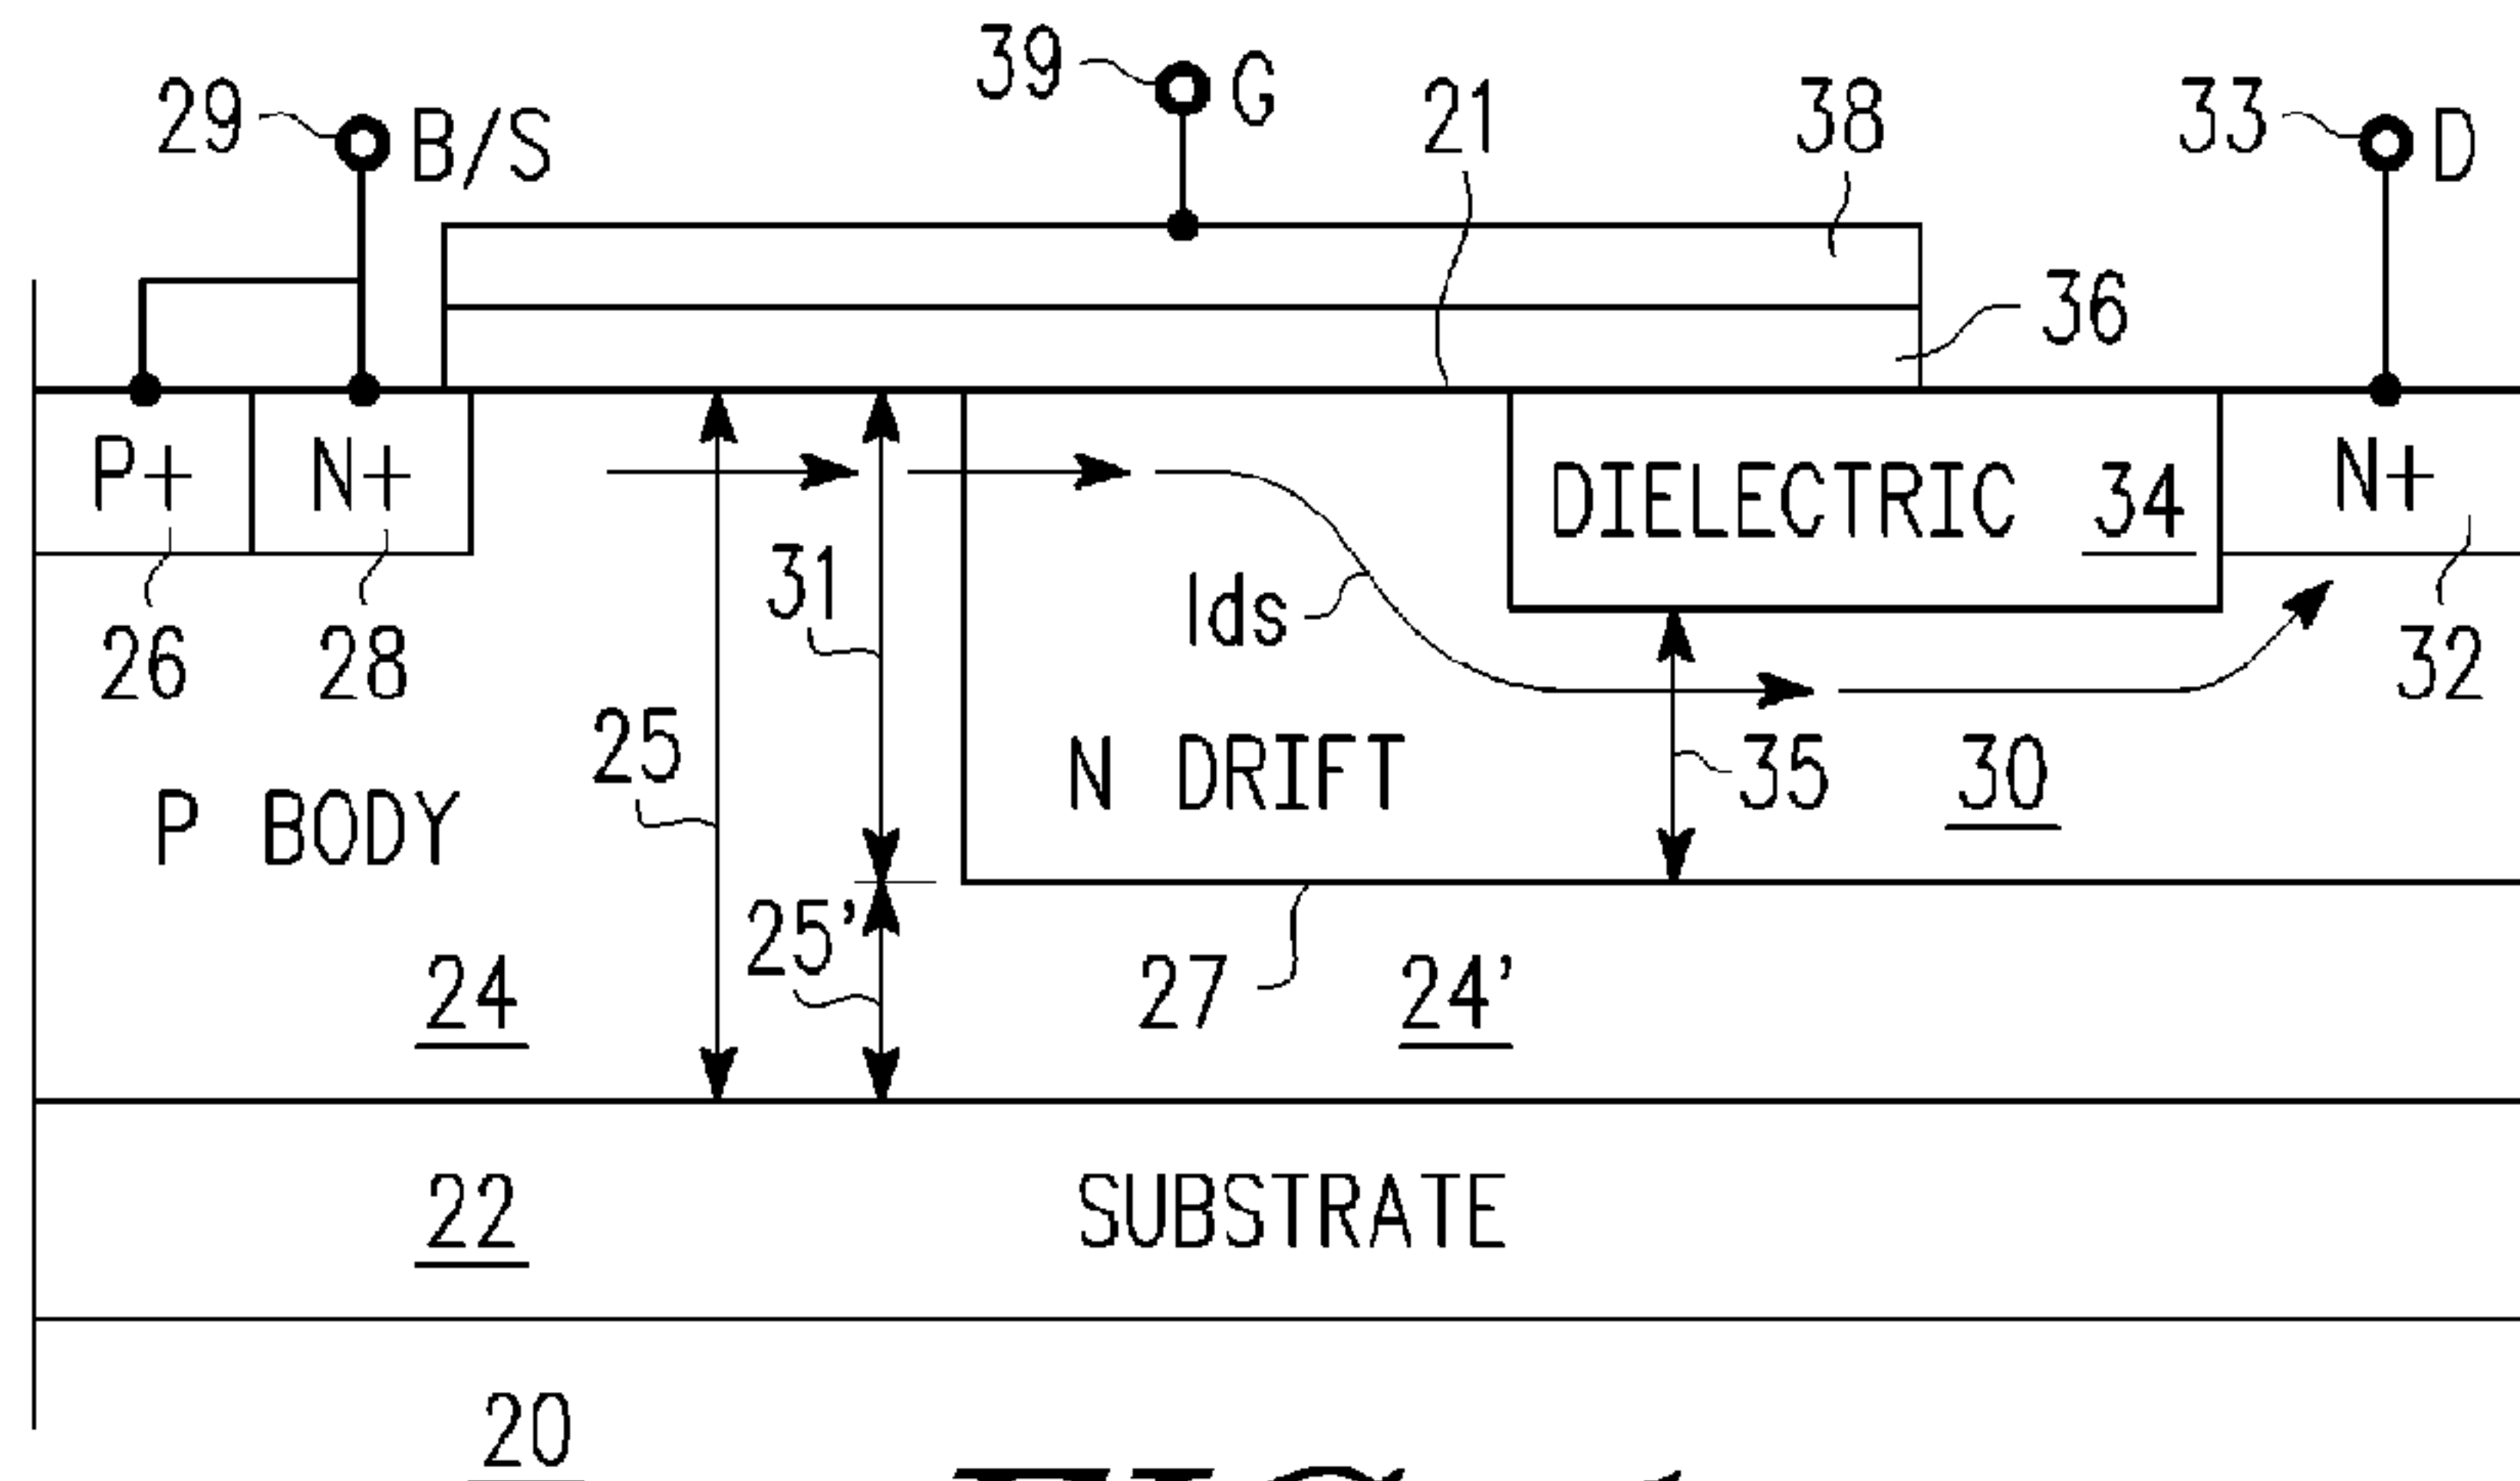 39 G
29 B/S
21
38
33 D
36
P+
N+
DIELECTRIC 34
N+
31
Ids
26
28
32
25
N DRIFT
35
30
P BODY
25'
24
27
24'
22
SUBSTRATE
20